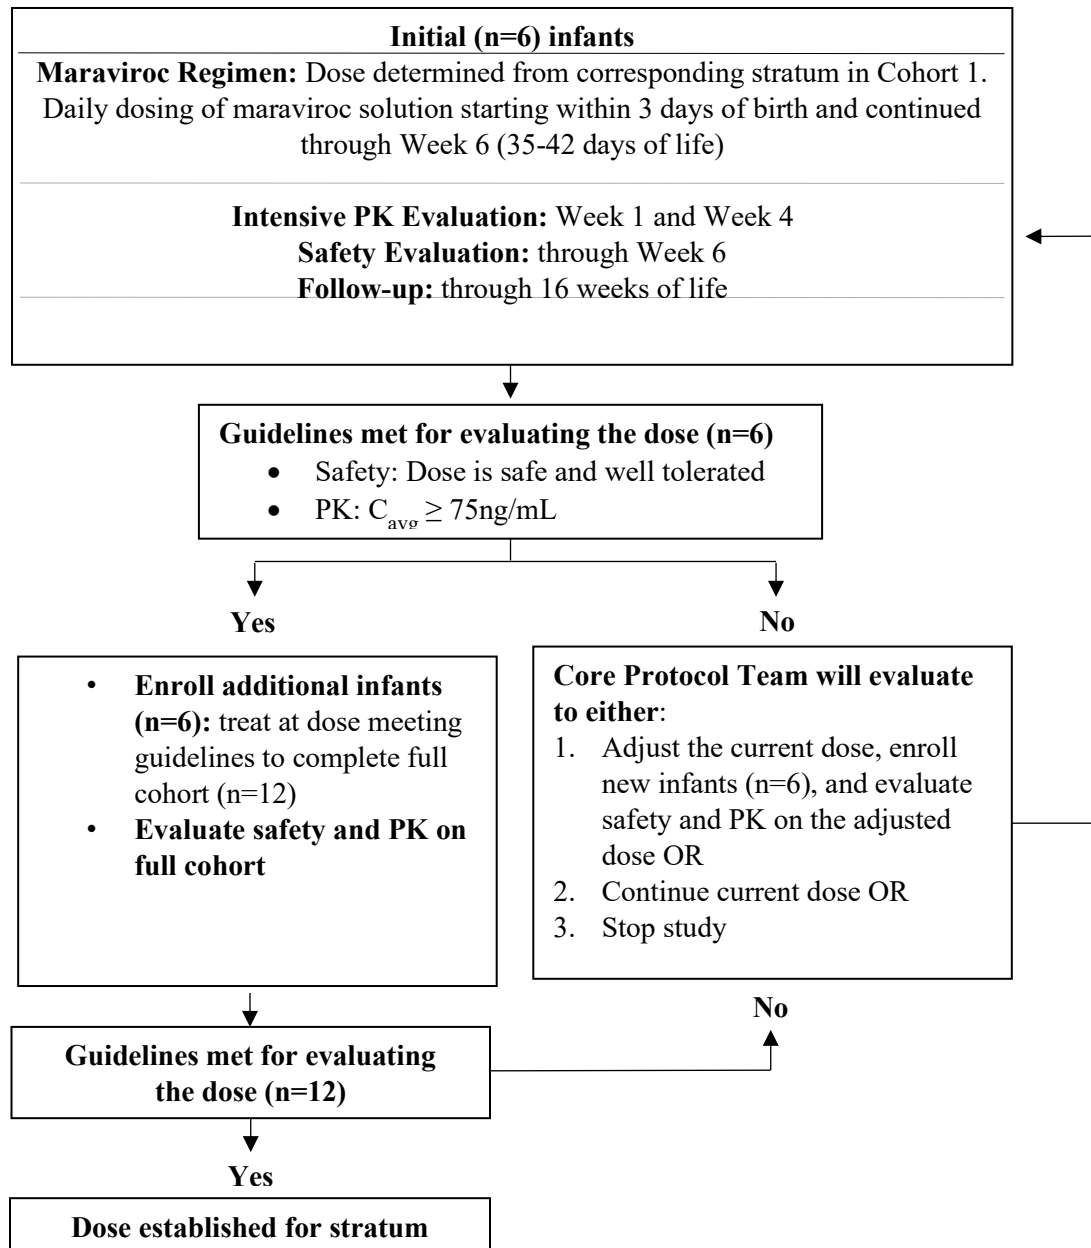 Initial (n=6) infants
Maraviroc Regimen: Dose determined from corresponding stratum in Cohort 1.
Daily dosing of maraviroc solution starting within 3 days of birth and continued
through Week 6 (35-42 days of life)
Intensive PK Evaluation: Week 1 and Week 4
Safety Evaluation: through Week 6
Follow-up: through 16 weeks of life
Guidelines met for evaluating the dose (n=6)
• Safety: Dose is safe and well tolerated
• PK: Cavg ≥ 75ng/mL
Yes
No
• Enroll additional infants
(n=6): treat at dose meeting
guidelines to complete full
cohort (n=12)
• Evaluate safety and PK on
full cohort
Core Protocol Team will evaluate
to either:
1. Adjust the current dose, enroll
new infants (n=6), and evaluate
safety and PK on the adjusted
dose OR
2. Continue current dose OR
3. Stop study
No
Guidelines met for evaluating
the dose (n=12)
Yes
Dose established for stratum